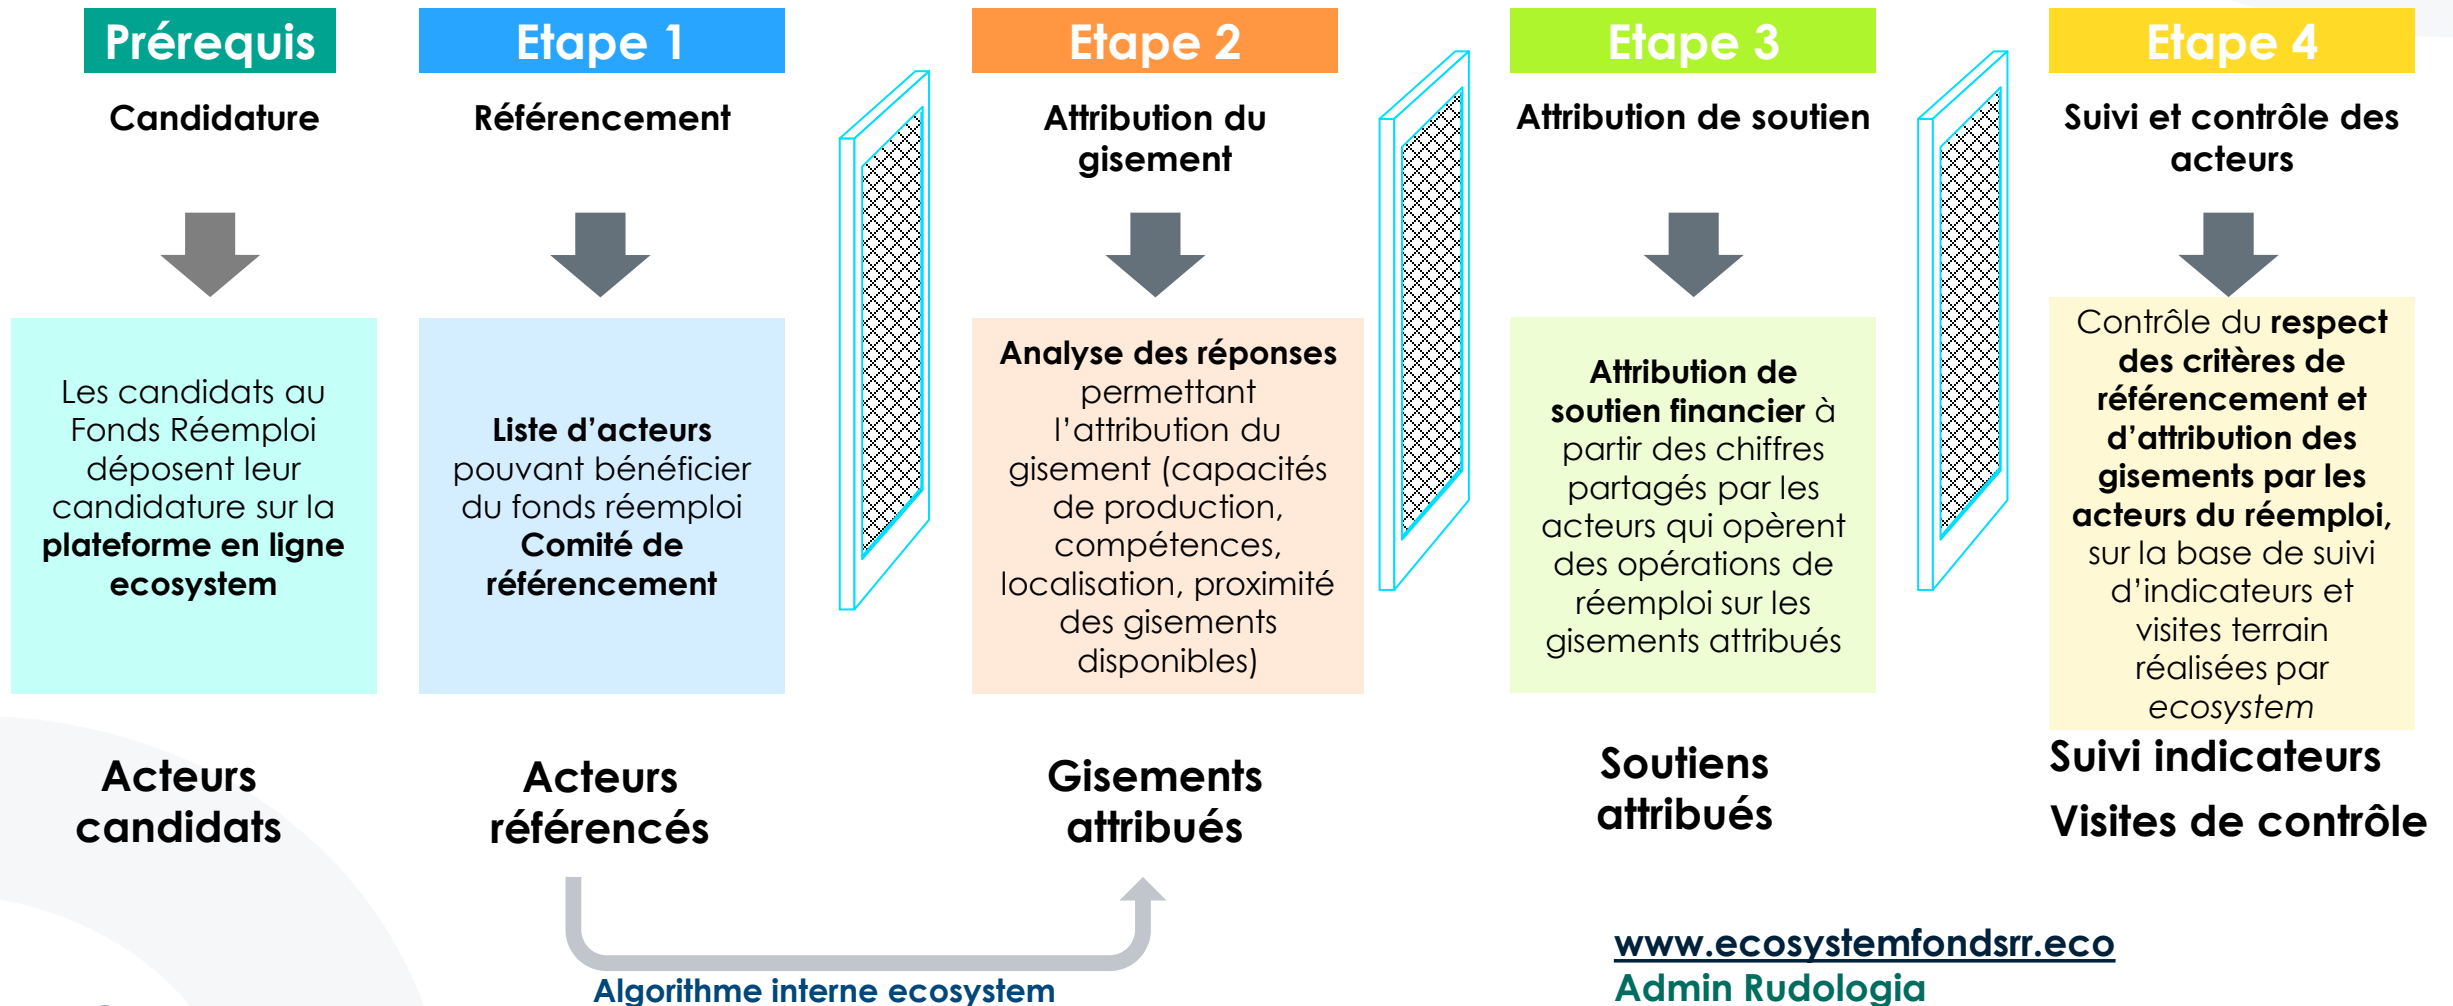 Prérequis
Candidature
Les candidats au
Fonds Réemploi
déposent leur
candidature sur la
plateforme en ligne
ecosystem
Acteurs
candidats
Etape 1
Référencement
Liste d’acteurs
pouvant bénéficier
du fonds réemploi
Comité de
référencement
Acteurs
référencés
Etape 2
Attribution du
gisement
Analyse des réponses
permettant
l’attribution du
gisement (capacités
de production,
compétences,
localisation, proximité
des gisements
disponibles)
Gisements
attribués
Algorithme interne ecosystem
Etape 3
Attribution de soutien
Attribution de
soutien financier à
partir des chiffres
partagés par les
acteurs qui opèrent
des opérations de
réemploi sur les
gisements attribués
Soutiens
attribués
Etape 4
Suivi et contrôle des
acteurs
Contrôle du respect
des critères de
référencement et
d’attribution des
gisements par les
acteurs du réemploi,
sur la base de suivi
d’indicateurs et
visites terrain
réalisées par
ecosystem
Suivi indicateurs
Visites de contrôle
www.ecosystemfondsrr.eco
Admin Rudologia